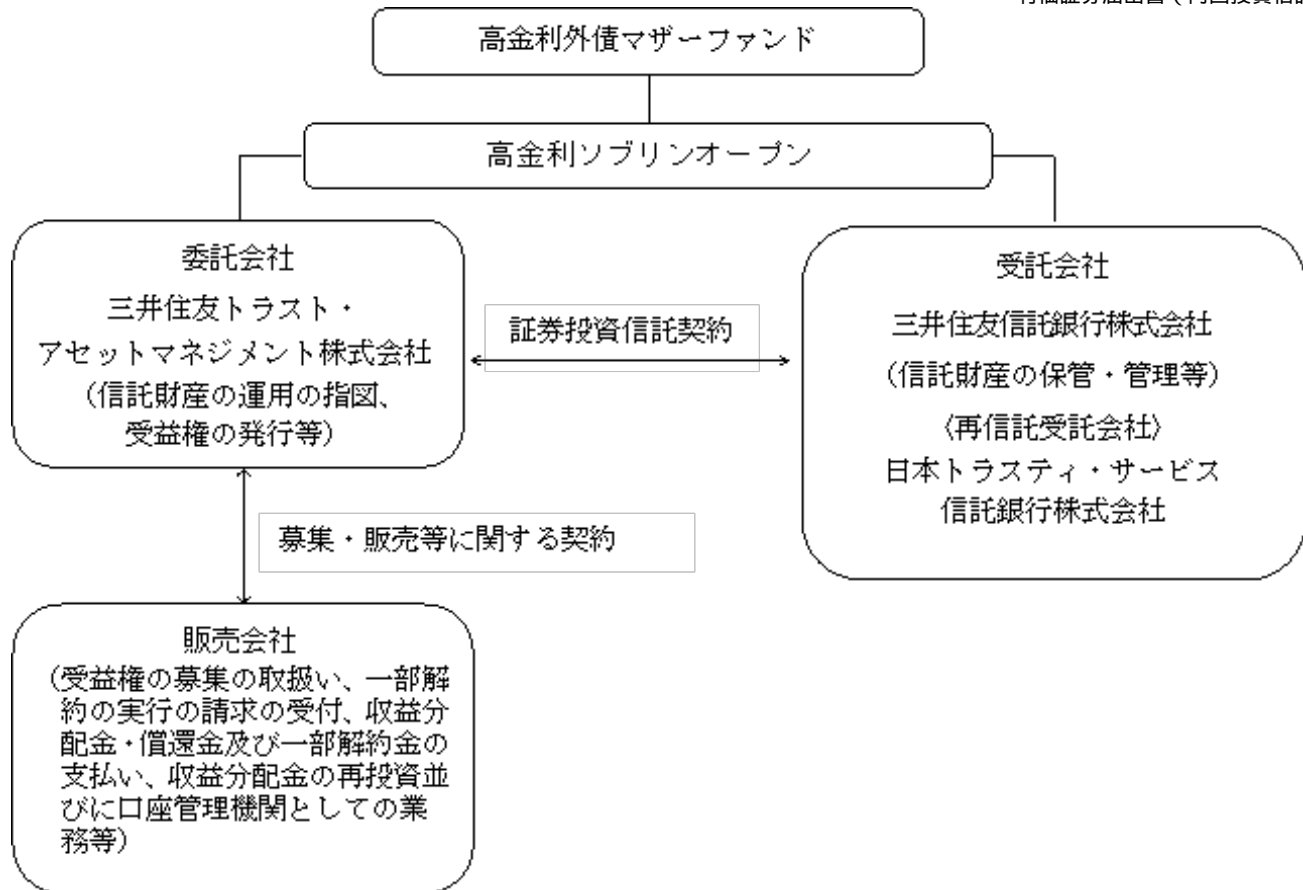 高金利外債マザーファンド
高金利ソブリンオープン
委託会社
三井住友トラスト・
アセットマネジメント株式会社
(信託財産の運用の指図、
受益権の発行等)
証券投資信託契約
受託会社
三井住友信託銀行株式会社
(信託財産の保管・管理等)
〈再信託受託会社〉
日本トラスティ・サービス
信託銀行株式会社
募集・販売等に関する契約
販売会社
(受益権の募集の取扱い、一部解
約の実行の請求の受付、収益分
配金・償還金及び一部解約金の
支払い、収益分配金の再投資並
びに口座管理機関としての業
務等)